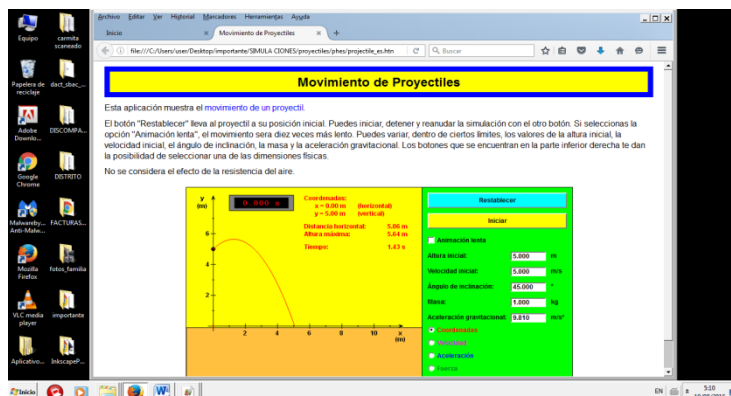 Archivo Editar Ver Historial Marcadores Herramientas Ayuda
Inicio
Movimiento de Proyectiles
file:///C:/Users/user/Desktop/importante/SIMULA CIONES/proyectiles/phes/projectile_es.htm
Buscar
Equipo
carmita scaneado
Papelera de reciclaje
dact_sbac_...
Adobe Downlo...
DISCOMPA...
Google Chrome
DISTRITO
Malwareby... Anti-Malw...
FACTURAS...
Mozilla Firefox
fotos_familia
VLC media player
importante
Aplicativo...
InkscapeP...
Movimiento de Proyectiles
Esta aplicación muestra el movimiento de un proyectil.
El botón "Restablecer" lleva al proyectil a su posición inicial. Puedes iniciar, detener y
reanudar la simulación con el otro botón. Si seleccionas la
opción "Animación lenta", el movimiento sera diez veces más lento. Puedes variar, dentro de ciertos límites, los valores de la altura inicial, la
velocidad inicial, el ángulo de inclinación, la masa y la aceleración gravitacional. Los botones que se encuentran en la parte inferior derecha te dan
la posibilidad de seleccionar una de las dimensiones físicas.
No se considera el efecto de la resistencia del aire.
y
(m)
0.000 s
Coordenadas:
x = 0.00 m (horizontal)
y = 5.00 m (vertical)
Distancia horizontal: 5.06 m
Altura máxima: 5.64 m
Tiempo: 1.43 s
6
4
2
2 4 6 8 10 x
(m)
Restablecer
Iniciar
Animación lenta
Altura inicial: 5.000 m
Velocidad inicial: 5.000 m/s
Ángulo de inclinación: 45.000 °
Masa: 1.000 kg
Aceleración gravitacional: 9.810 m/s²
Coordenadas
Velocidad
Aceleración
Fuerza
Inicio
EN
5:10